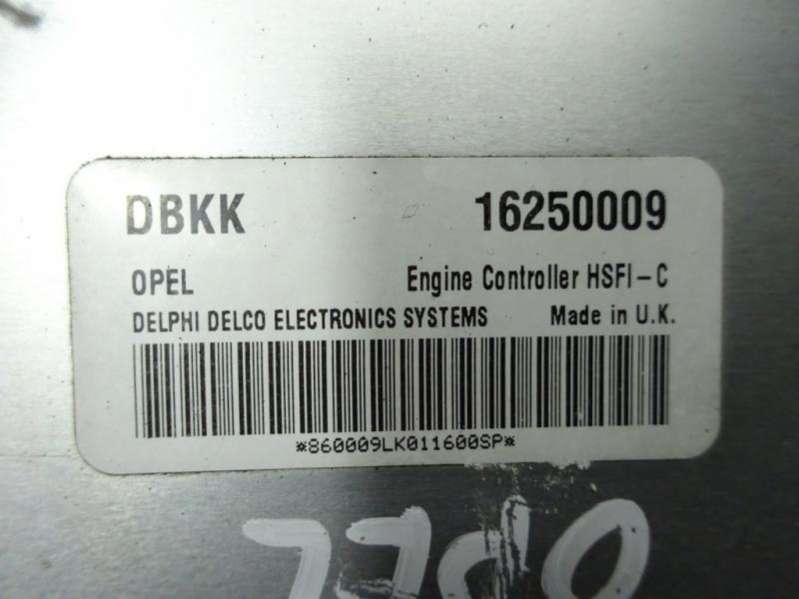 DBKK 16250009
OPEL Engine Controller HSFI-C
DELPHI DELCO ELECTRONICS SYSTEMS Made in U.K.
*860009LK011600SP*